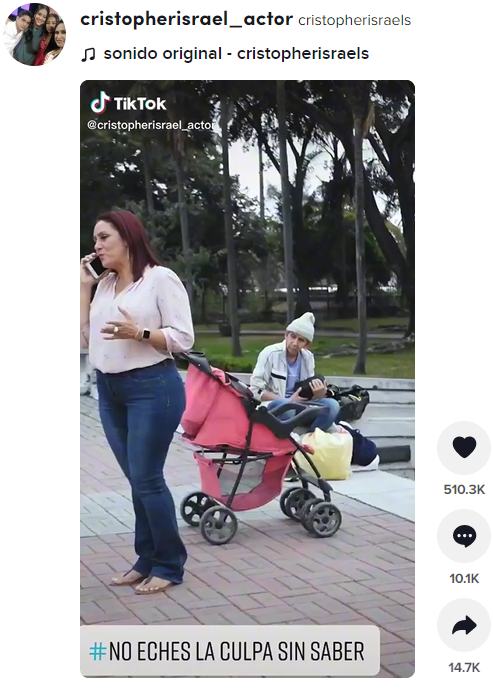 cristopherisrael_actor cristopherisraels
sonido original - cristopherisraels
TikTok
@cristopherisrael_actor
#NO ECHES LA CULPA SIN SABER
510.3K
10.1K
14.7K